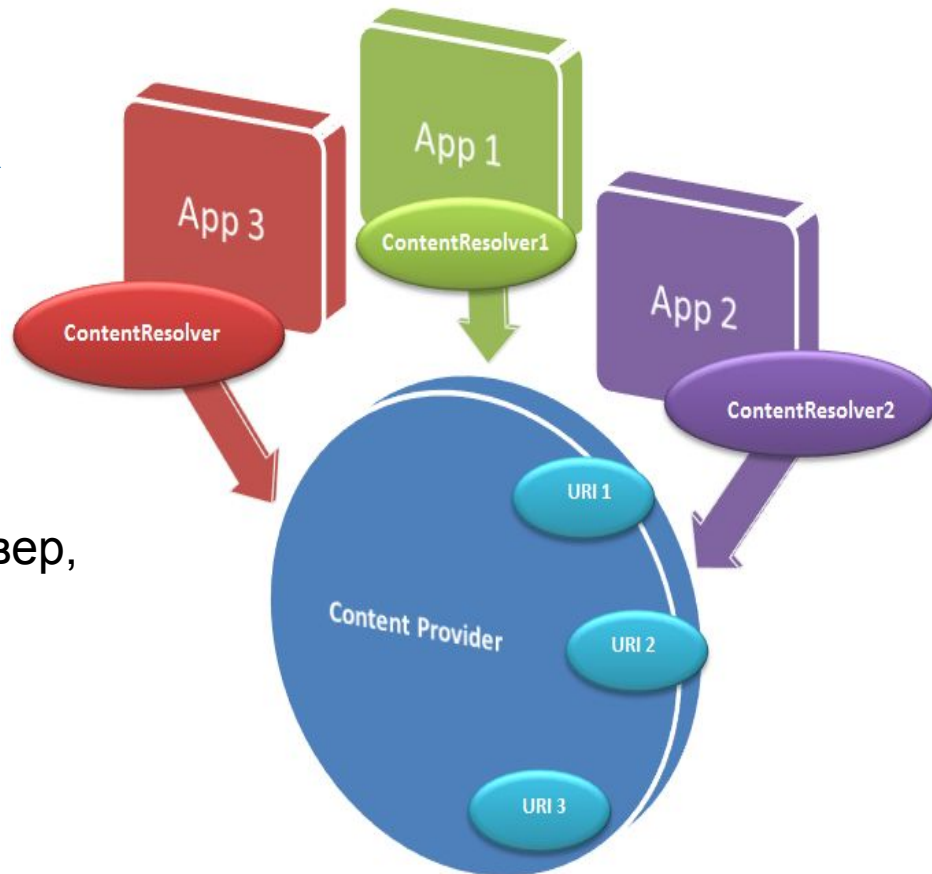 App 1
App 3
ContentResolver1
App 2
ContentResolver
ContentResolver2
URI 1
вер,
Content Provider
URI 2
URI 3